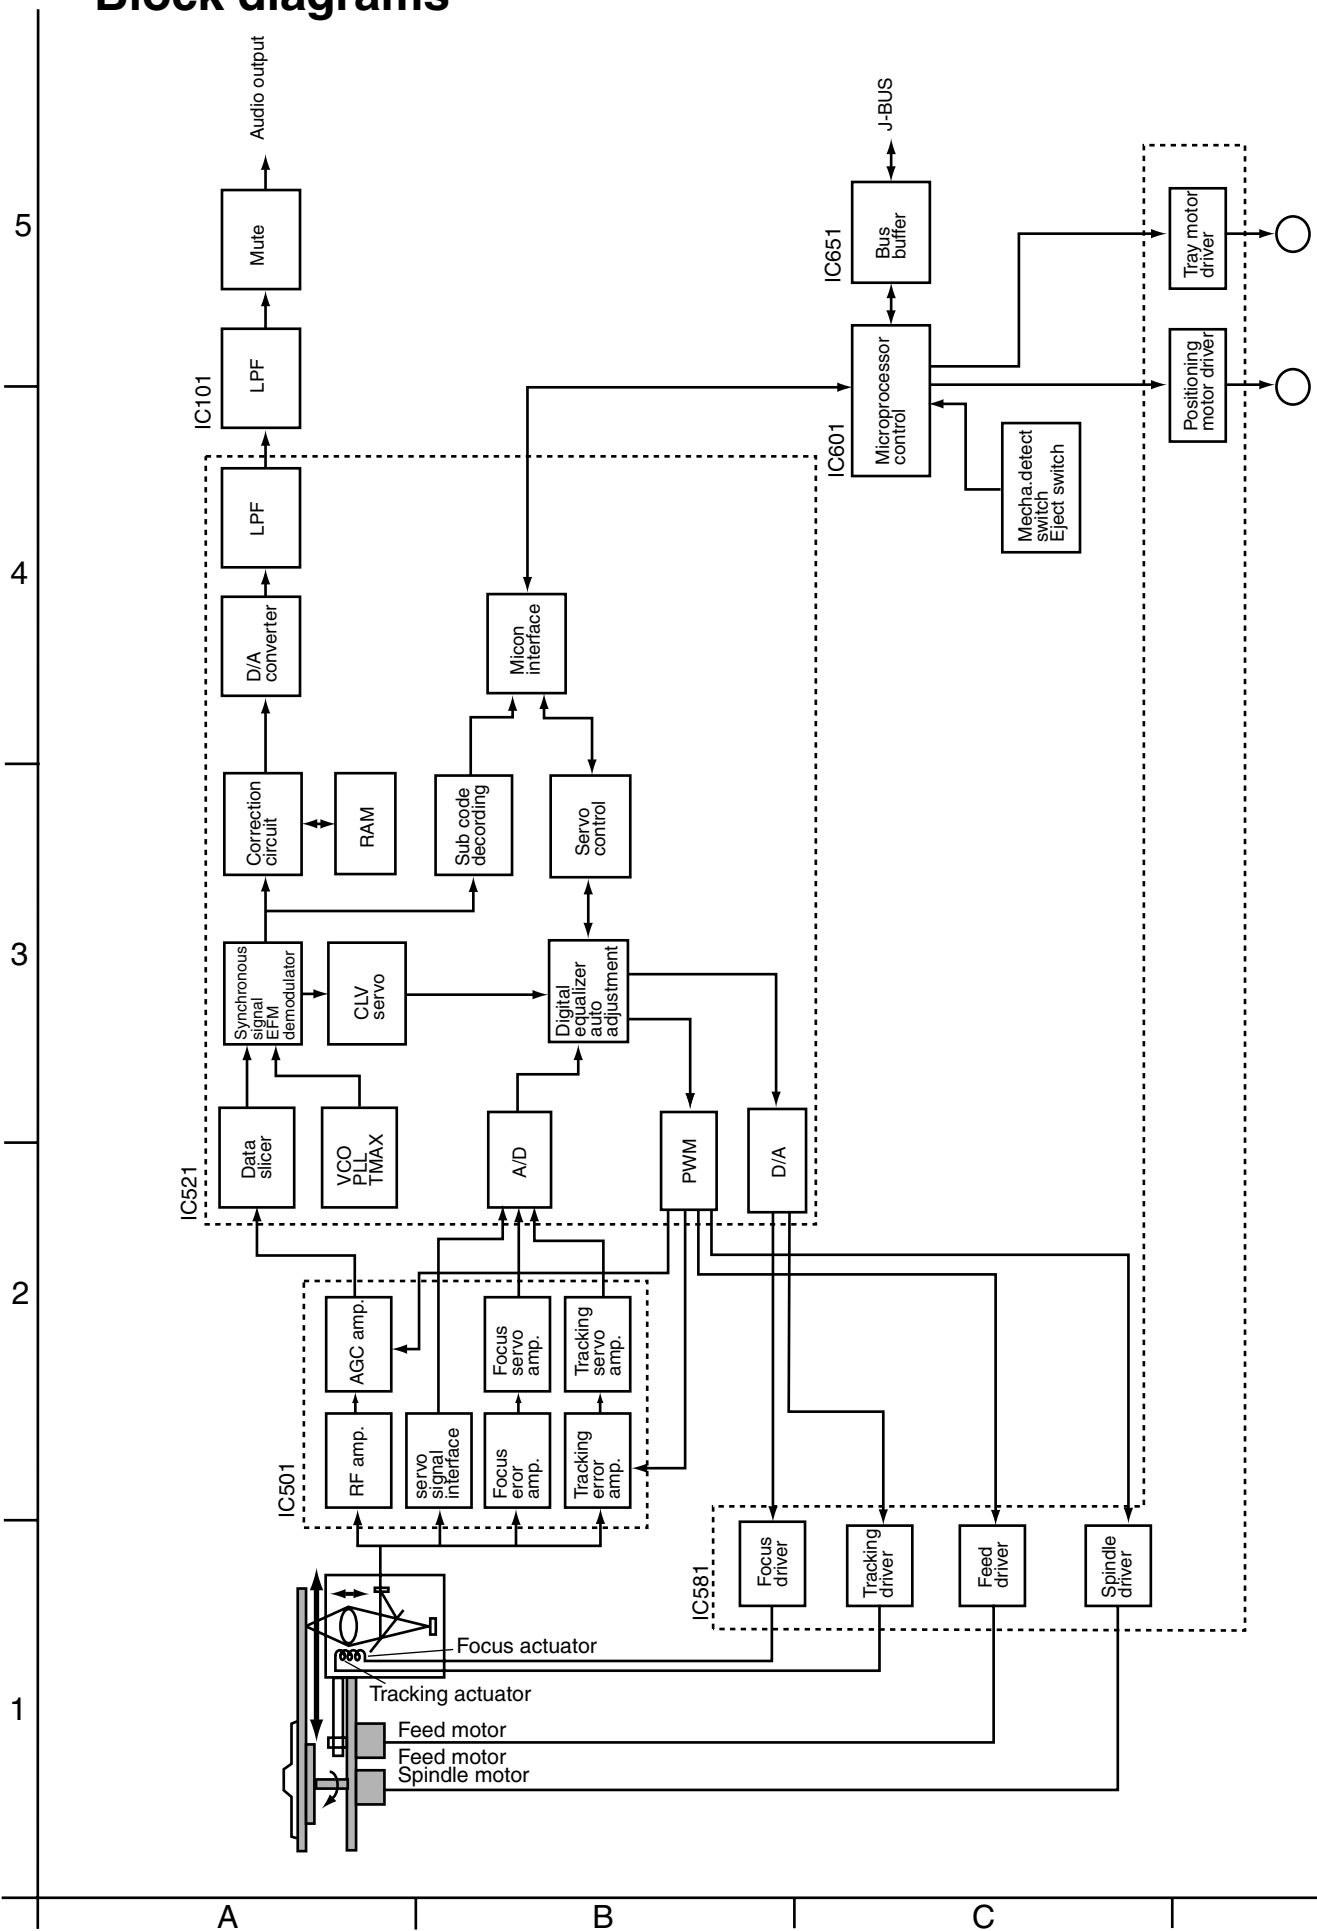 Block diagrams
Audio output
J-BUS
5
Mute
IC651
Bus
buffer
Tray motor
driver
IC101
LPF
IC601
Microprocessor
control
Positioning
motor driver
Mecha.detect
switch
Eject switch
4
LPF
D/A
converter
Micon
interface
Correction
circuit
RAM
Sub code
decording
Servo
control
3
Synchronous
signal
EFM
demodulator
CLV
servo
Digital
equalizer
auto
adjustment
IC521
Data
slicer
VCO
PLL
TMAX
A/D
PWM
D/A
2
AGC amp.
Focus
servo
amp.
Tracking
servo
amp.
IC501
RF amp.
servo
signal
interface
Focus
eror
amp.
Tracking
error
amp.
IC581
Focus
driver
Tracking
driver
Feed
driver
Spindle
driver
1
Focus actuator
Tracking actuator
Feed motor
Feed motor
Spindle motor
A
B
C